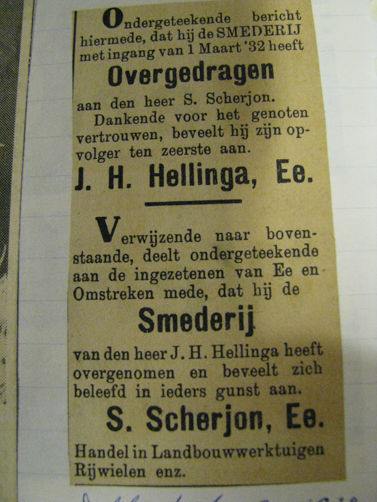 Ondergeteekende bericht
hiermede, dat hij de SMEDERIJ
met ingang van 1 Maart '32 heeft
Overgedragen
aan den heer S. Scherjon.
Dankende voor het genoten
vertrouwen, beveelt hij zijn op-
volger ten zeerste aan.
J. H. Hellinga, Ee.
Verwijzende naar boven-
staande, deelt ondergeteekende
aan de ingezetenen van Ee en
Omstreken mede, dat hij de
Smederij
van den heer J. H. Hellinga heeft
overgenomen en beveelt zich
beleefd in ieders gunst aan.
S. Scherjon, Ee.
Handel in Landbouwwerktuigen
Rijwielen enz.